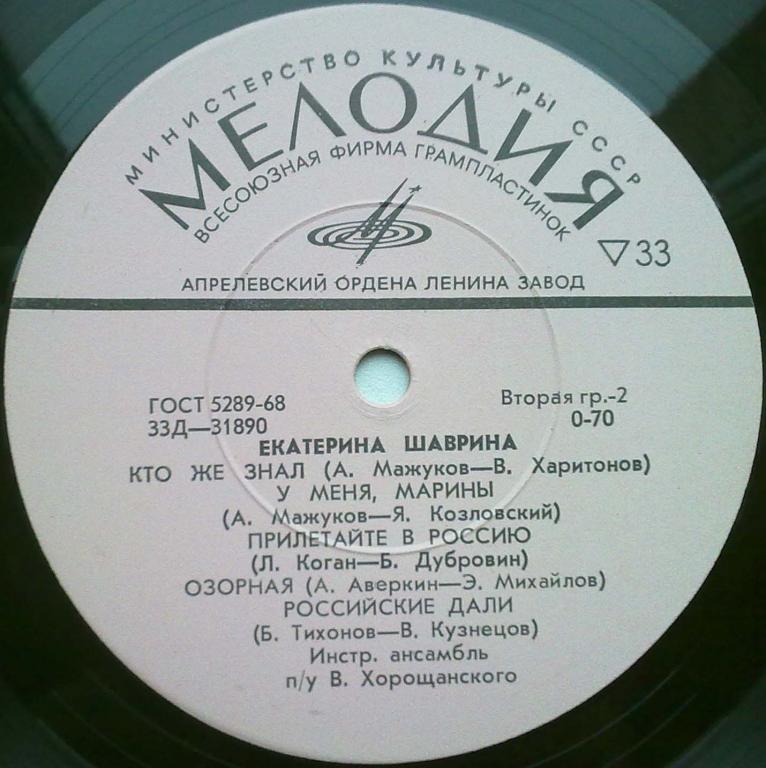 МИНИСТЕРСТВО КУЛЬТУРЫ СССР
МЕЛОДИЯ
ВСЕСОЮЗНАЯ ФИРМА ГРАМПЛАСТИНОК
▽33
АПРЕЛЕВСКИЙ ОРДЕНА ЛЕНИНА ЗАВОД
ГОСТ 5289-68 Вторая гр.-2
33Д—31890 0-70
ЕКАТЕРИНА ШАВРИНА
КТО ЖЕ ЗНАЛ (А. Мажуков—В. Харитонов)
У МЕНЯ, МАРИНЫ
(А. Мажуков—Я. Козловский)
ПРИЛЕТАЙТЕ В РОССИЮ
(Л. Коган—Б. Дубровин)
ОЗОРНАЯ (А. Аверкин—Э. Михайлов)
РОССИЙСКИЕ ДАЛИ
(Б. Тихонов—В. Кузнецов)
Инстр. ансамбль
п/у В. Хорощанского